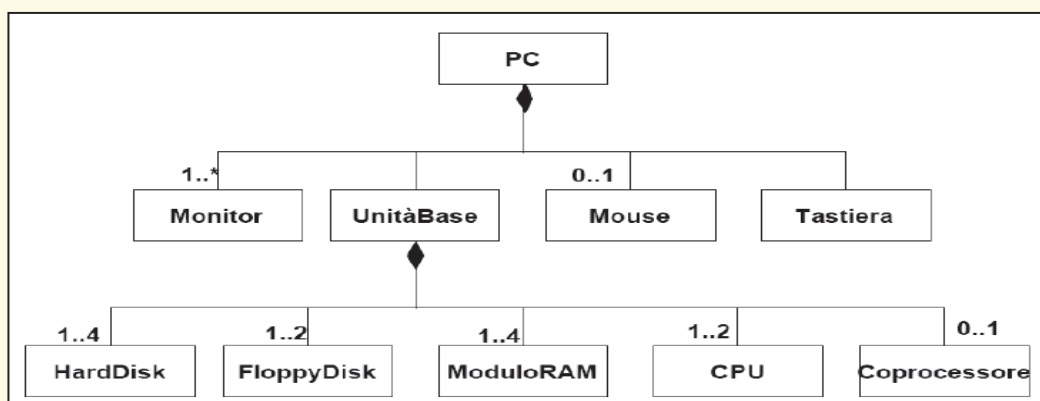 PC
1..*
0..1
Monitor
UnitàBase
Mouse
Tastiera
1..4
1..2
1..4
1..2
0..1
HardDisk
FloppyDisk
ModuloRAM
CPU
Coprocessore